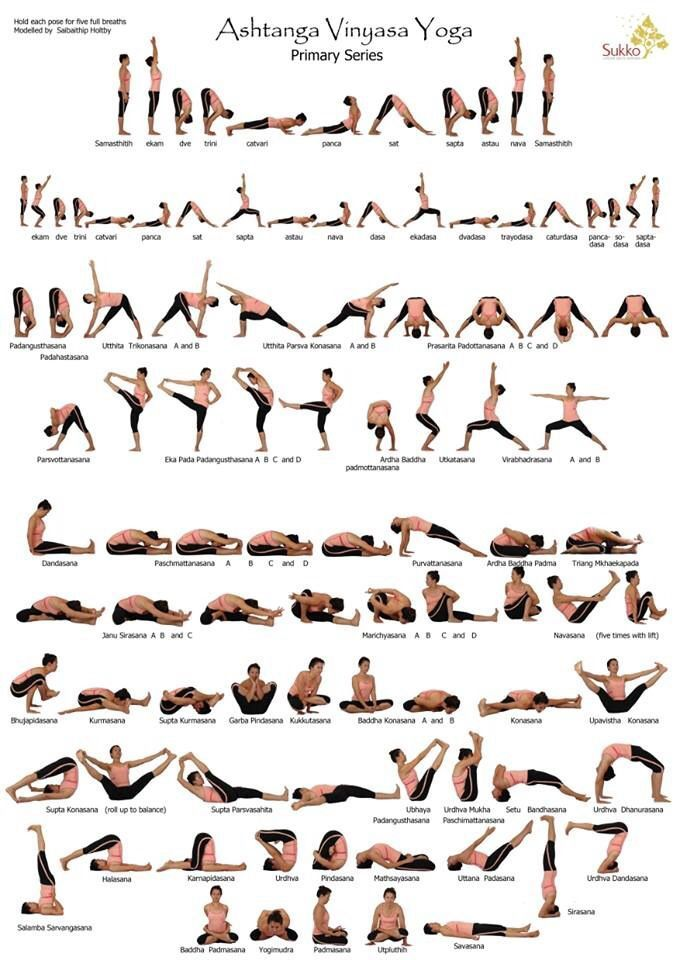 Hold each pose for five full breaths
Modelled by Saibaithip Holtby
Ashtanga Vinyasa Yoga
Primary Series
Sukko
Samasthitih ekam dve trini catvari panca sat sapta astau nava Samasthitih
ekam dve trini catvari panca sat sapta astau nava dasa ekadasa dvadasa trayodasa caturdasa panca- so- sapta-
dasa dasa dasa
Padangusthasana Utthita Trikonasana A and B Utthita Parsva Konasana A and B Prasarita Padottanasana A B C and D
Padahastasana
Parsvottanasana Eka Pada Padangusthasana A B C and D Ardha Baddha Utkatasana Virabhadrasana A and B
padmottanasana
Dandasana Paschmattanasana A B C and D Purvattanasana Ardha Baddha Padma Triang Mkhaekapada
Janu Sirasana A B and C Marichyasana A B C and D Navasana (five times with lift)
Bhujapidasana Kurmasana Supta Kurmasana Garba Pindasana Kukkutasana Baddha Konasana A and B Konasana Upavistha Konasana
Supta Konasana (roll up to balance) Supta Parsvasahita Ubhaya Urdhva Mukha Setu Bandhasana Urdhva Dhanurasana
Padangusthasana Paschimattanasana
Halasana Karnapidasana Urdhva Pindasana Mathsayasana Uttana Padasana Urdhva Dandasana
Salamba Sarvangasana Sirasana
Baddha Padmasana Yogimudra Padmasana Utpluthih Savasana